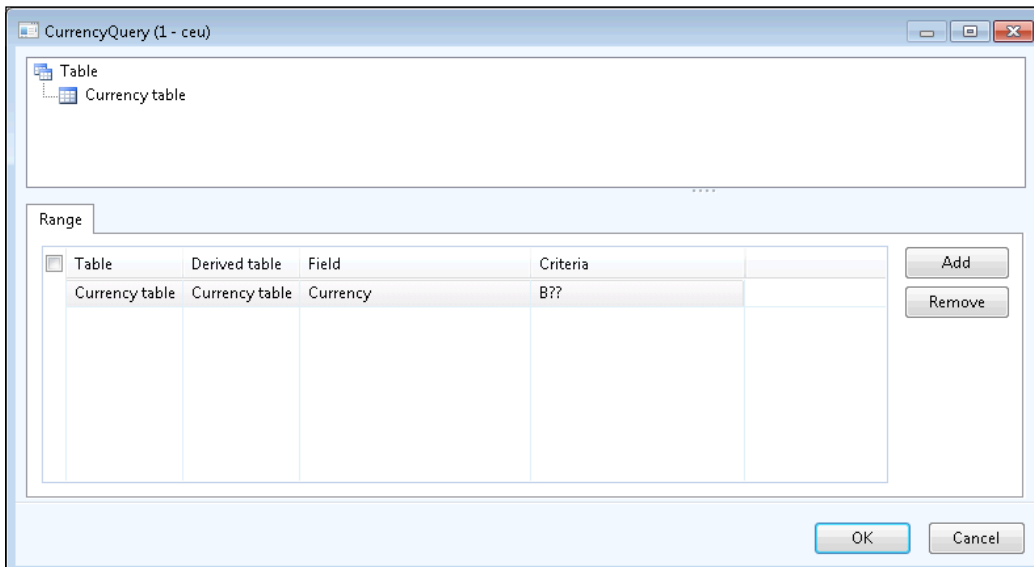 CurrencyQuery (1 - ceu)
Table
Currency table
Range
Table Derived table Field Criteria
Add
Currency table Currency table Currency B??
Remove
OK Cancel